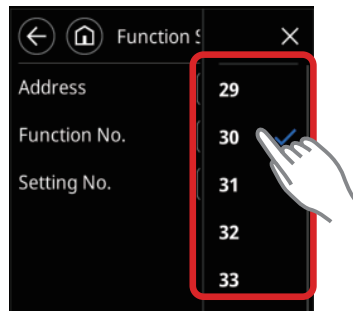 Function S
Address
Function No.
Setting No.
29
30
31
32
33